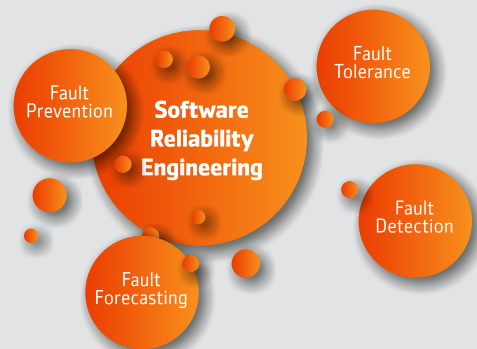 Fault
Prevention
Software
Reliability
Engineering
Fault
Tolerance
Fault
Detection
Fault
Forecasting